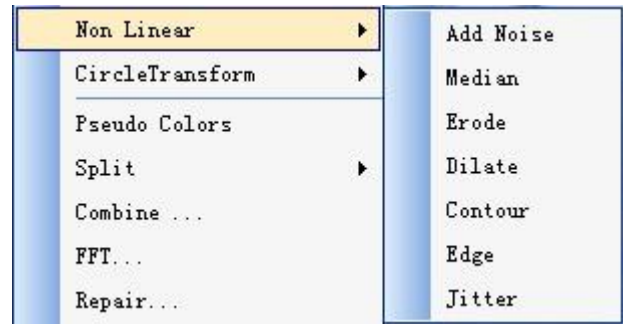 Non Linear
CircleTransform
Pseudo Colors
Split
Combine ...
FFT...
Repair...
Add Noise
Median
Erode
Dilate
Contour
Edge
Jitter